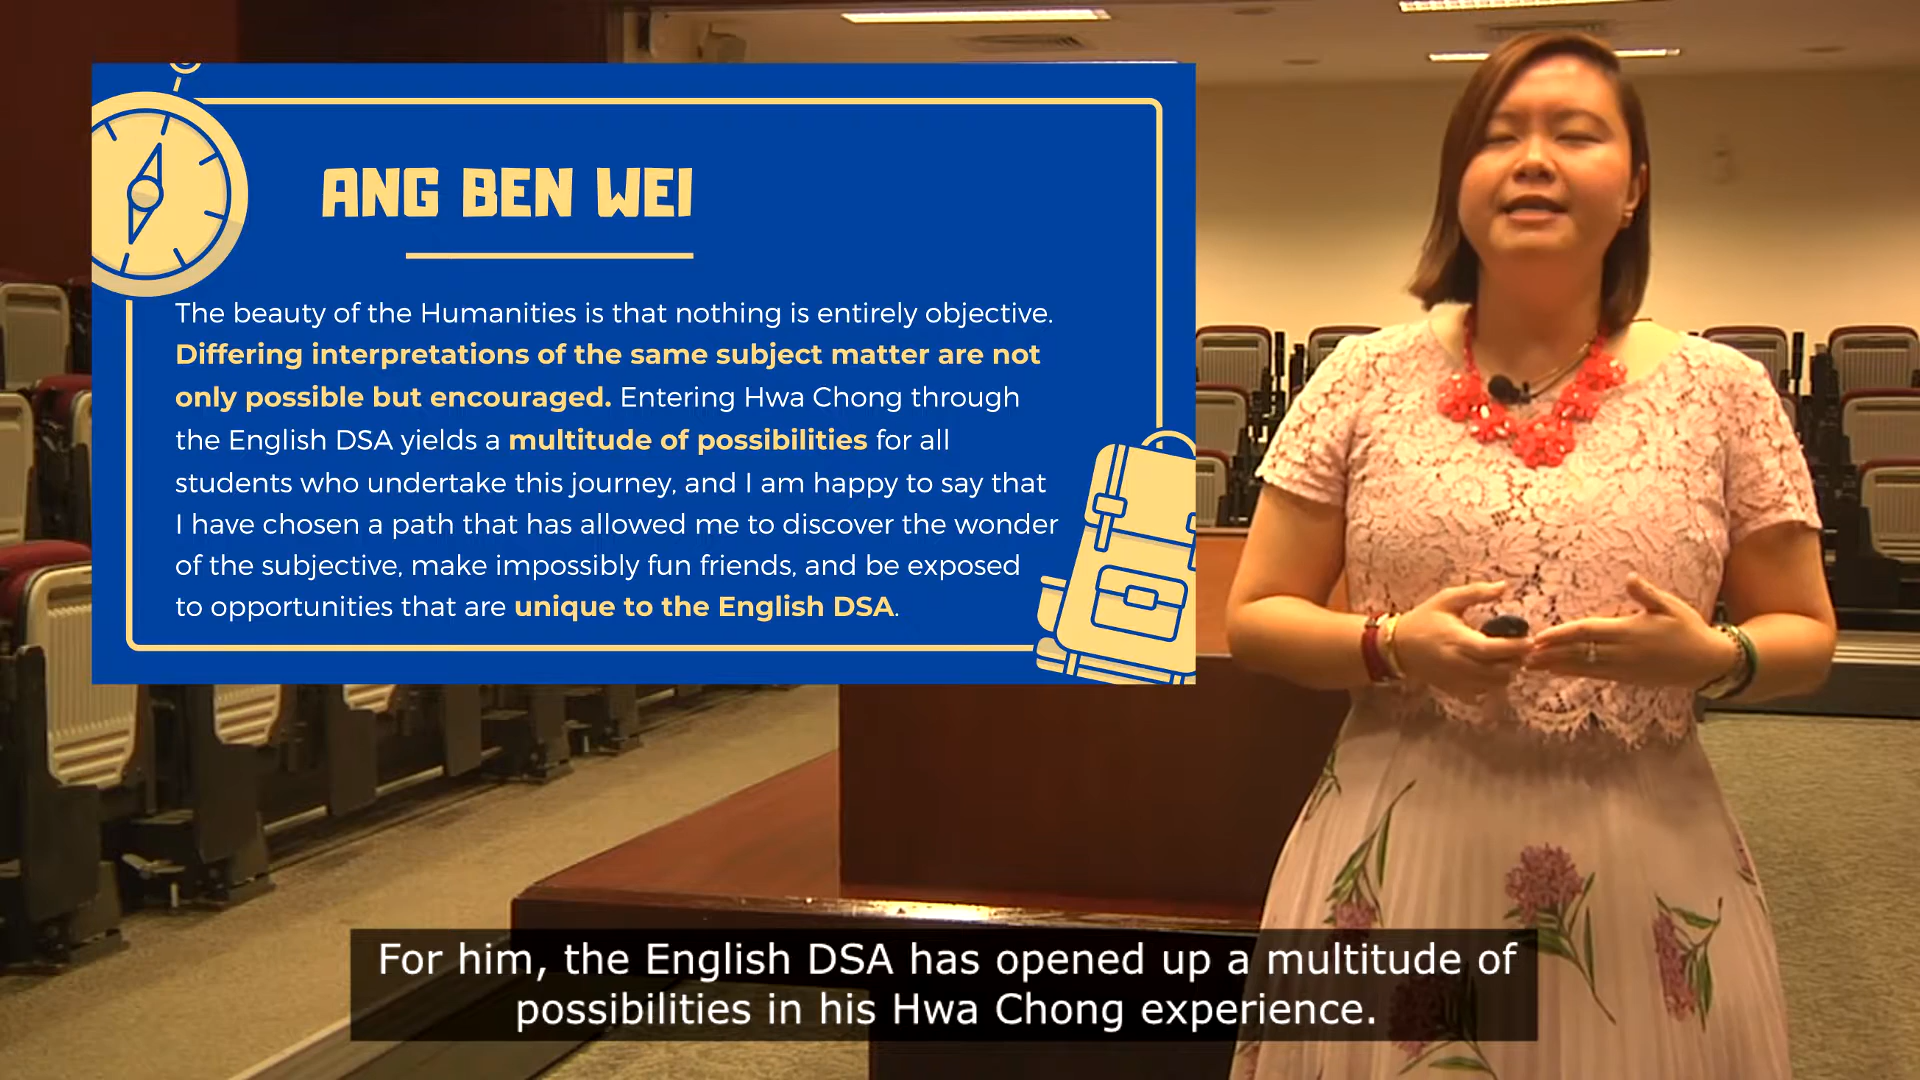 ANG BEN WEI
The beauty of the Humanities is that nothing is entirely objective.
Differing interpretations of the same subject matter are not
only possible but encouraged. Entering Hwa Chong through
the English DSA yields a multitude of possibilities for all
students who undertake this journey, and I am happy to say that
I have chosen a path that has allowed me to discover the wonder
of the subjective, make impossibly fun friends, and be exposed
to opportunities that are unique to the English DSA.
For him, the English DSA has opened up a multitude of
possibilities in his Hwa Chong experience.